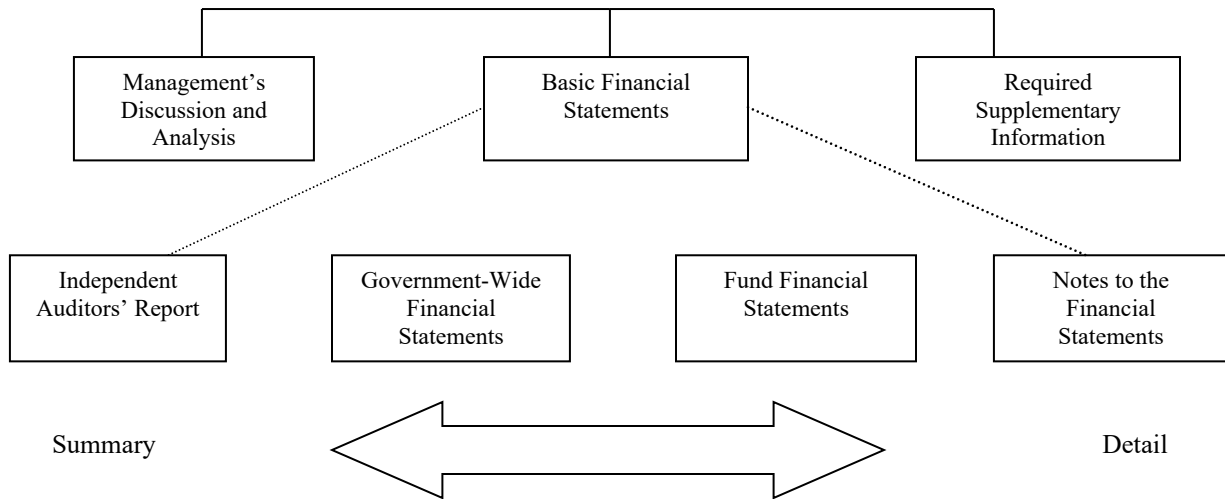 Management’s
Discussion and
Analysis
Basic Financial
Statements
Required
Supplementary
Information
Independent
Auditors’ Report
Government-Wide
Financial
Statements
Fund Financial
Statements
Notes to the
Financial
Statements
Summary
Detail